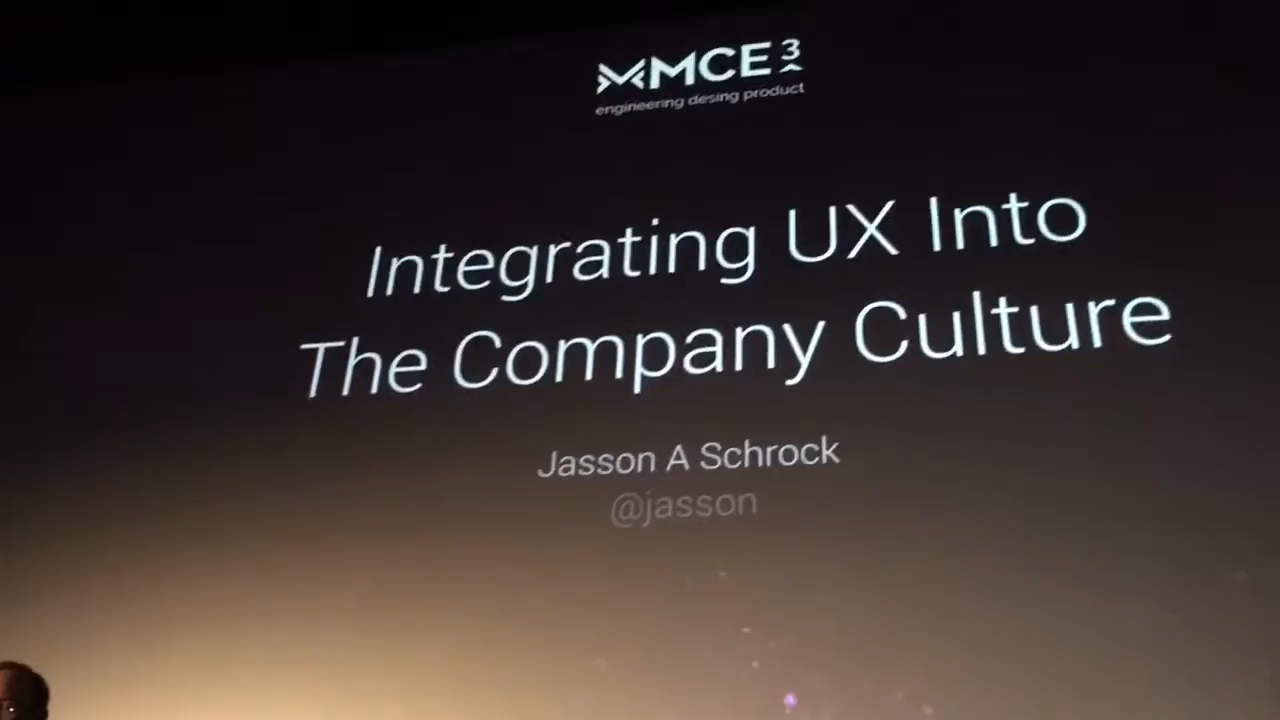 MCE 3
engineering desing product
Integrating UX Into
The Company Culture
Jasson A Schrock
@jasson